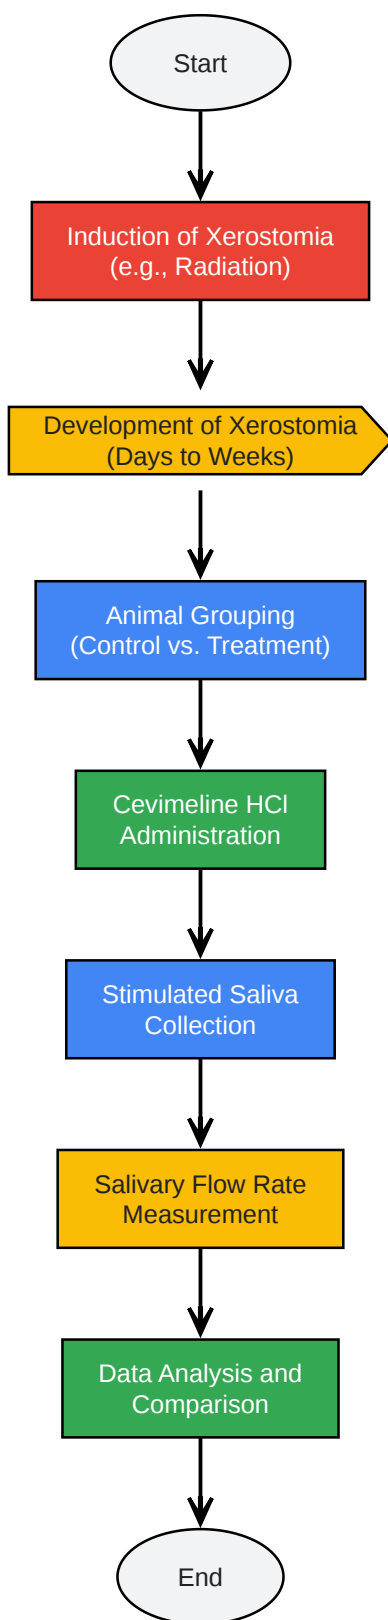 Start
Induction of Xerostomia
(e.g., Radiation)
Development of Xerostomia
(Days to Weeks)
Animal Grouping
(Control vs. Treatment)
Cevimeline HCl
Administration
Stimulated Saliva
Collection
Salivary Flow Rate
Measurement
Data Analysis and
Comparison
End